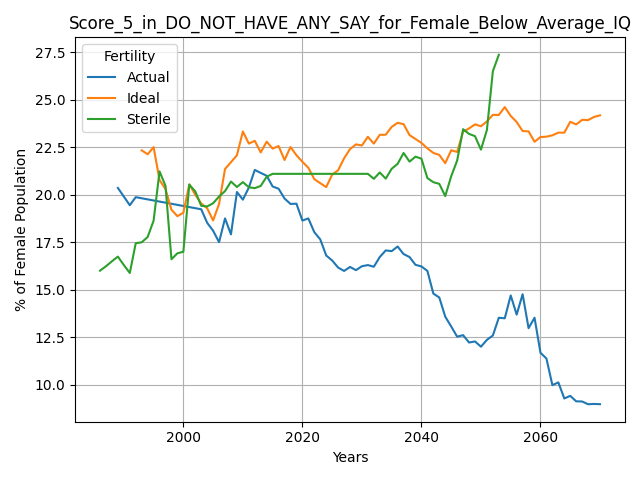 Score_5_in_DO_NOT_HAVE_ANY_SAY_for_Female_Below_Average_IQ
Fertility
Actual
Ideal
Sterile
% of Female Population
27.5
25.0
22.5
20.0
17.5
15.0
12.5
10.0
2000
2020
2040
2060
Years